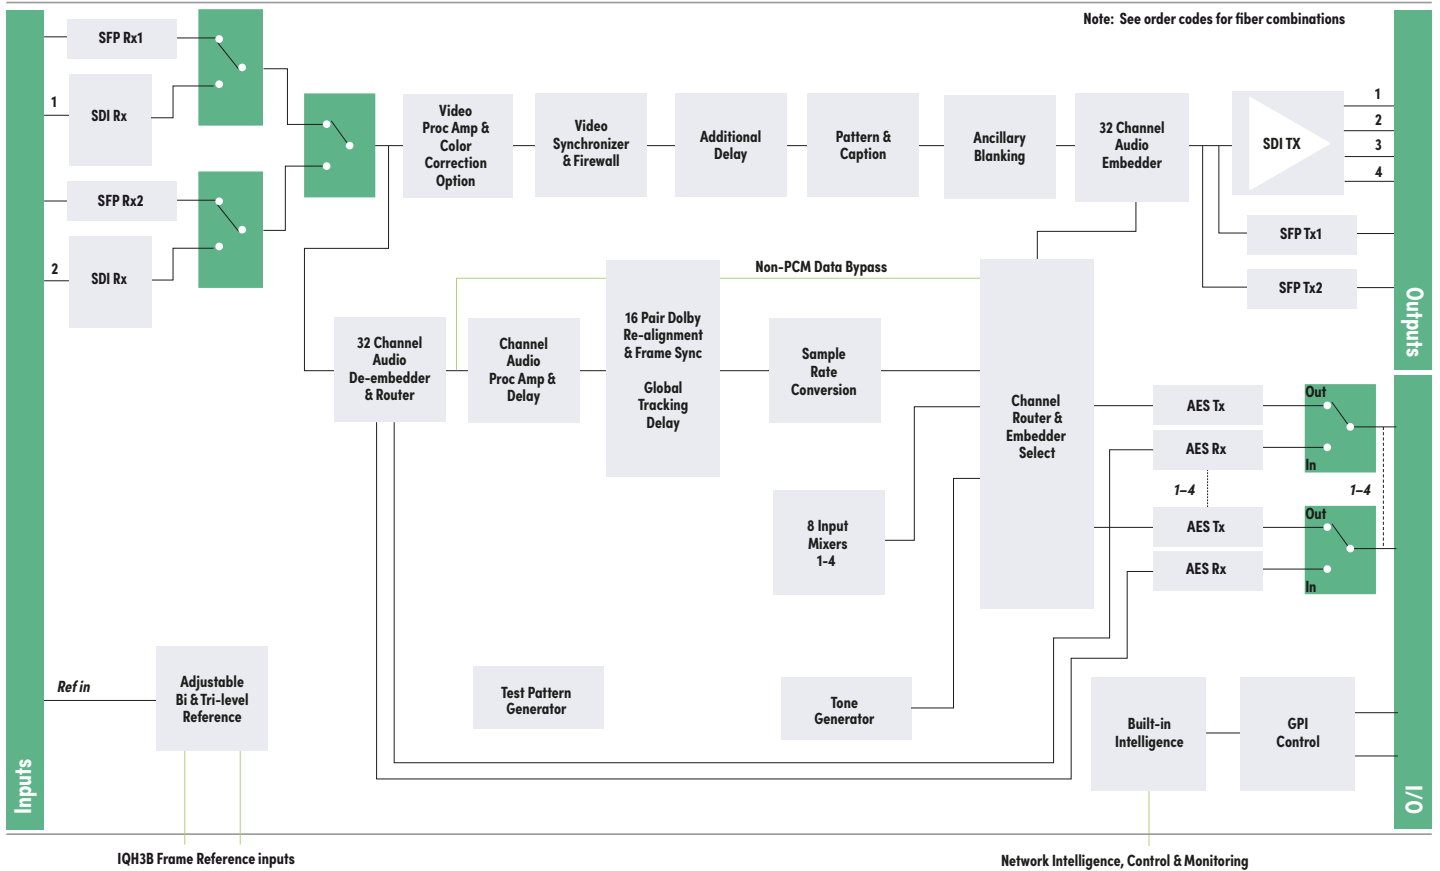 Note: See order codes for fiber combinations
SFP Rx1
1
SDI Rx
SFP Rx2
2
SDI Rx
Video
Proc Amp &
Color
Correction
Option
Video
Synchronizer
& Firewall
Additional
Delay
Pattern &
Caption
Ancillary
Blanking
32 Channel
Audio
Embedder
SDI TX
1
2
3
4
SFP Tx1
SFP Tx2
Outputs
Non-PCM Data Bypass
32 Channel
Audio
De-embedder
& Router
Channel
Audio
Proc Amp &
Delay
16 Pair Dolby
Re-alignment
& Frame Sync
Global
Tracking
Delay
Sample
Rate
Conversion
Channel
Router &
Embedder
Select
8 Input
Mixers
1-4
AES Tx
AES Rx
1–4
AES Tx
AES Rx
Out
In
1–4
Out
In
Ref in
Adjustable
Bi & Tri-level
Reference
Test Pattern
Generator
Tone
Generator
Built-in
Intelligence
GPI
Control
Inputs
I/O
IQH3B Frame Reference inputs
Network Intelligence, Control & Monitoring